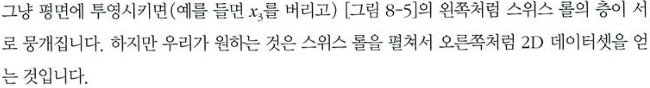 그냥 평면에 투영시키면(예를 들면 x₃를 버리고) [그림 8-5]의 왼쪽처럼 스위스 롤의 층이 서
로 뭉개집니다. 하지만 우리가 원하는 것은 스위스 롤을 펼쳐서 오른쪽처럼 2D 데이터셋을 얻
는 것입니다.